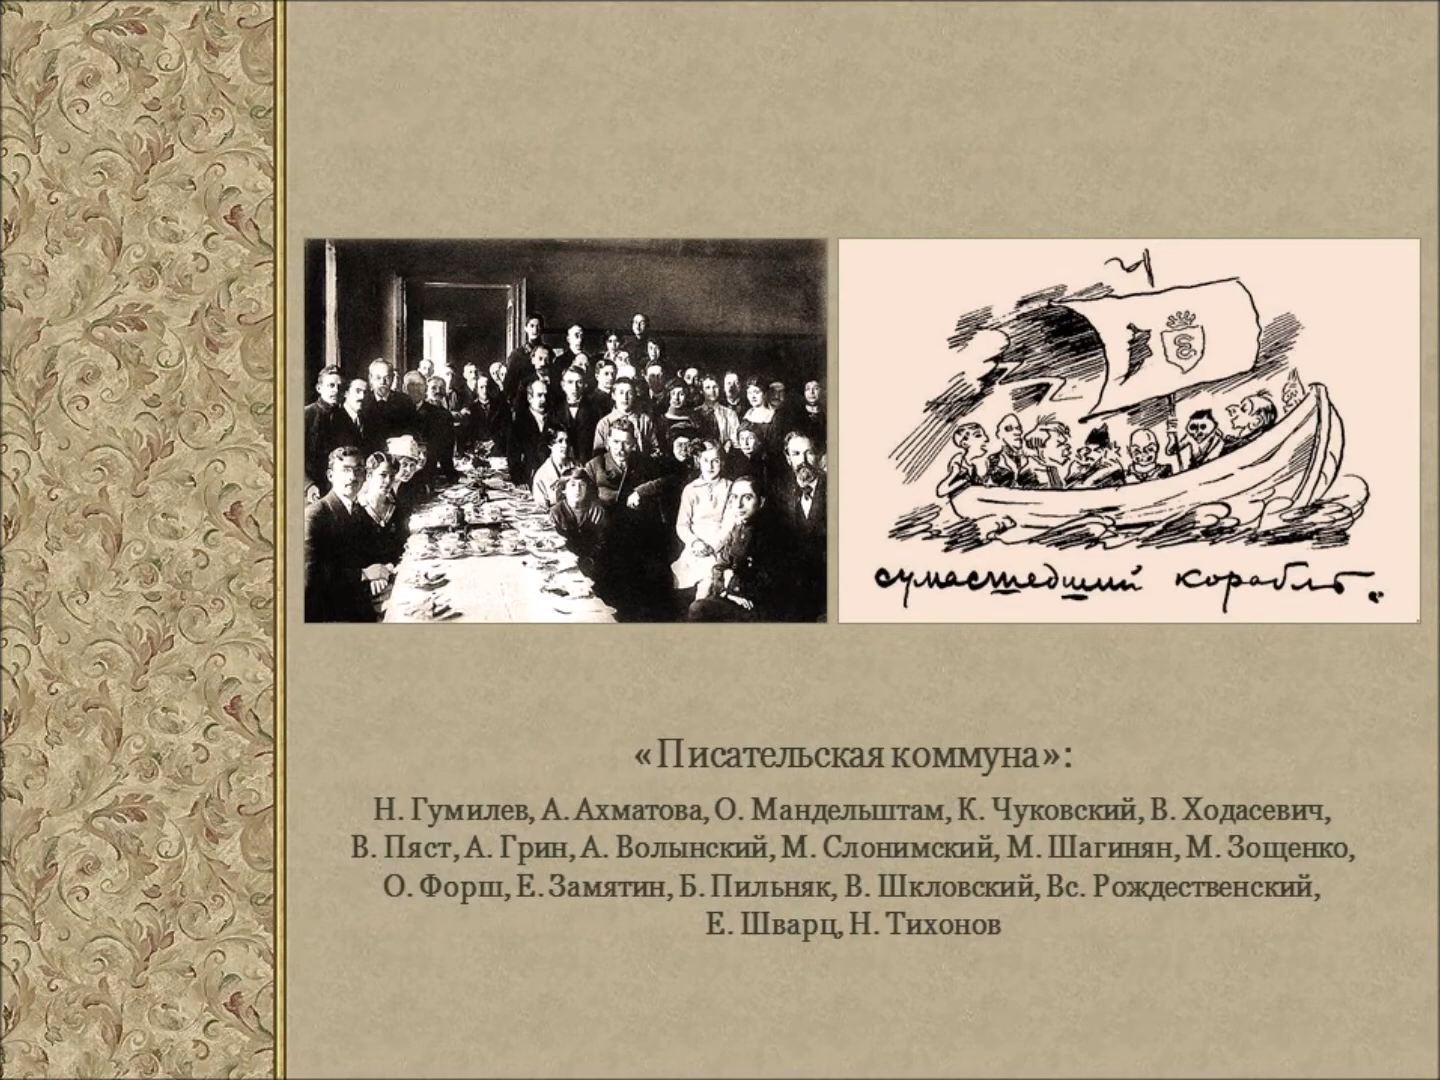 сумасшедший корабль.
«Писательская коммуна»:
Н. Гумилев, А. Ахматова, О. Мандельштам, К. Чуковский, В. Ходасевич,
В. Пяст, А. Грин, А. Волынский, М. Слонимский, М. Шагинян, М. Зощенко,
О. Форш, Е. Замятин, Б. Пильняк, В. Шкловский, Вс. Рождественский,
Е. Шварц, Н. Тихонов